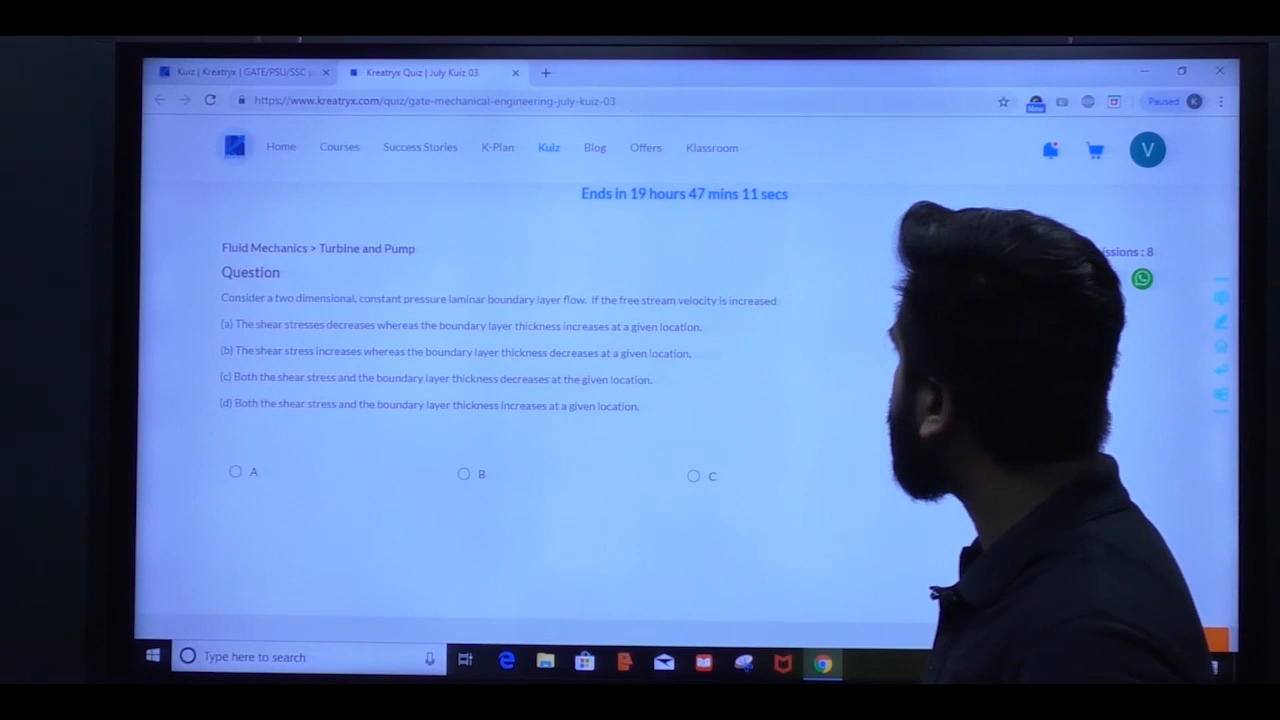 Kuiz | Kreatryx | GATE/PSU/SSC
Kreatryx Quiz | July Kuiz 03
https://www.kreatryx.com/quiz/gate-mechanical-engineering-july-kuiz-03
New
Paused
K
Home Courses Success Stories K-Plan Kuiz Blog Offers Klassroom
V
Ends in 19 hours 47 mins 11 secs
Fluid Mechanics > Turbine and Pump
ssions : 8
Question
Consider a two dimensional, constant pressure laminar boundary layer flow. If the free stream velocity is increased
(a) The shear stresses decreases whereas the boundary layer thickness increases at a given location.
(b) The shear stress increases whereas the boundary layer thickness decreases at a given location.
(c) Both the shear stress and the boundary layer thickness decreases at the given location.
(d) Both the shear stress and the boundary layer thickness increases at a given location.
A B C
Type here to search